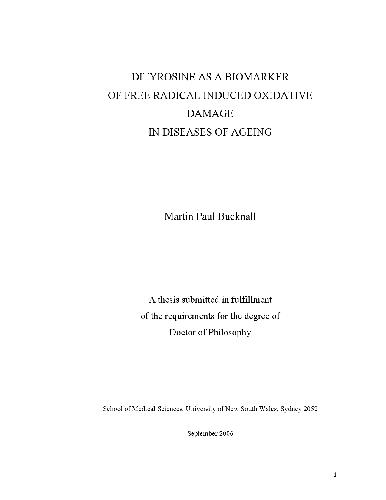 DITYROSINE AS A BIOMARKER
OF FREE RADICAL INDUCED OXIDATIVE
DAMAGE
IN DISEASES OF AGEING
Martin Paul Bucknall
A thesis submitted in fulfillment
of the requirements for the degree of
Doctor of Philosophy
School of Medical Sciences, University of New South Wales, Sydney 2052
September 2006
1